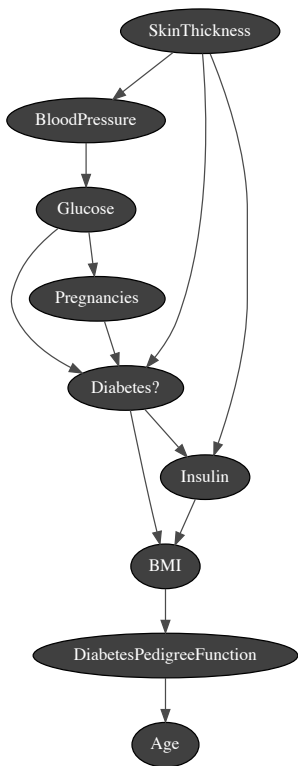 SkinThickness
BloodPressure
Glucose
Pregnancies
Diabetes?
Insulin
BMI
DiabetesPedigreeFunction
Age